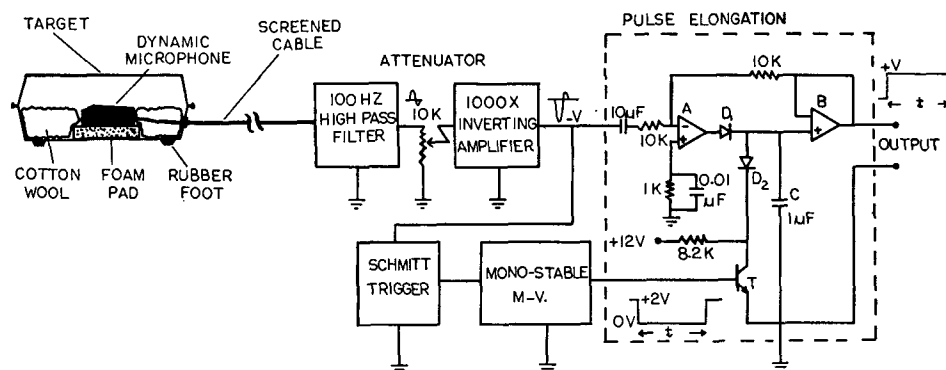 TARGET
DYNAMIC
MICROPHONE
SCREENED
CABLE
COTTON
WOOL
FOAM
PAD
RUBBER
FOOT
100 HZ
HIGH PASS
FILTER
ATTENUATOR
10K
1000X
INVERTING
AMPLIFIER
-V
SCHMITT
TRIGGER
MONO-STABLE
M-V.
PULSE ELONGATION
10µF
10K
A
D1
10K
B
+V
t
OUTPUT
1K
0.01
µF
D2
C
1µF
+12V
8.2K
T
+2V
0V
t